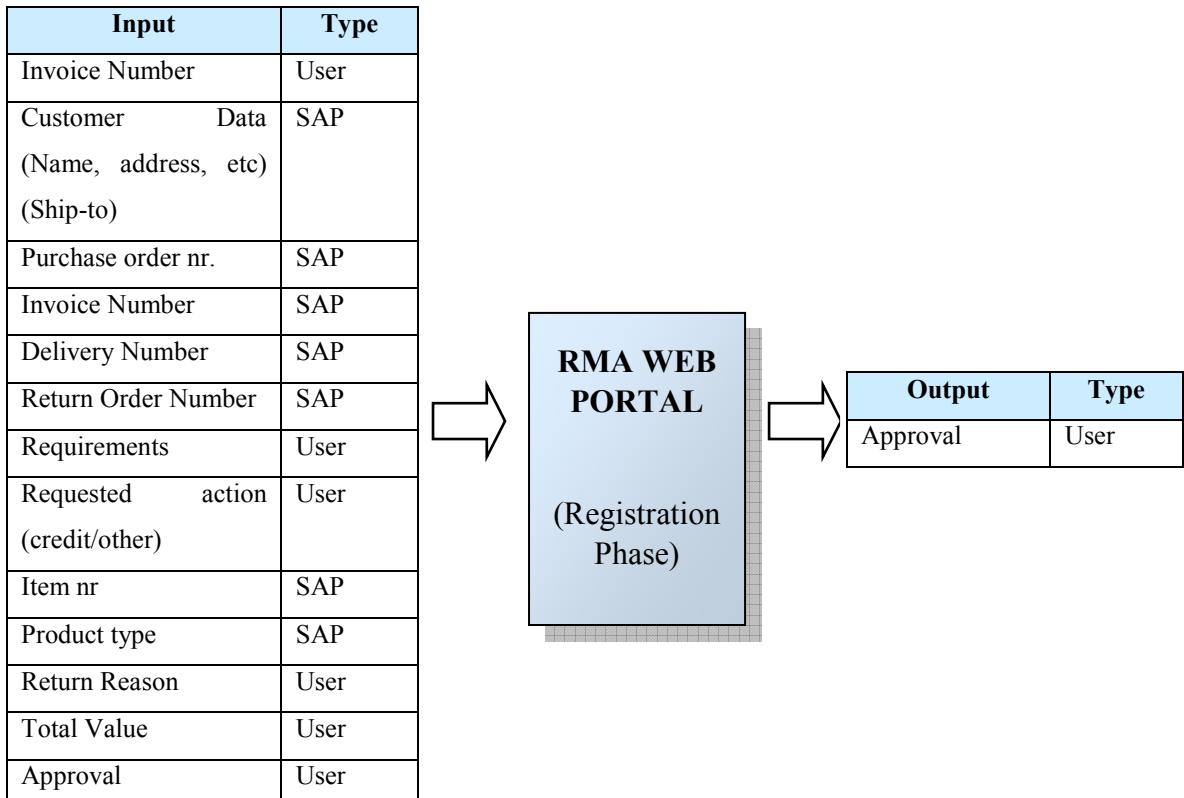 Input Type
Invoice Number User
Customer Data SAP
(Name, address, etc)
(Ship-to)
Purchase order nr. SAP
Invoice Number SAP
Delivery Number SAP
Return Order Number SAP
Requirements User
Requested action User
(credit/other)
Item nr SAP
Product type SAP
Return Reason User
Total Value User
Approval User
RMA WEB
PORTAL
(Registration
Phase)
Output Type
Approval User